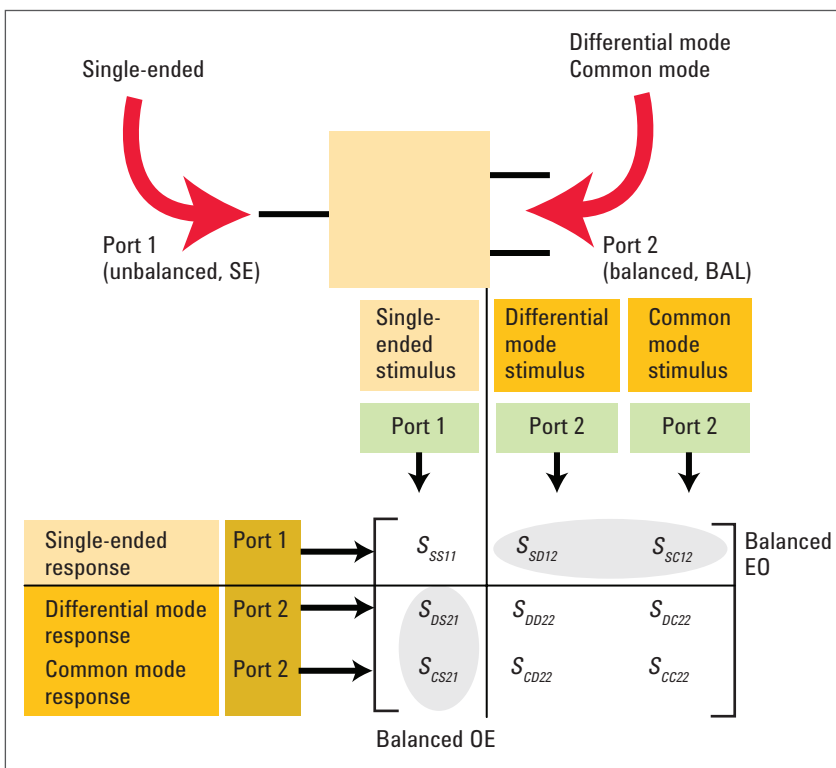 Single-ended
Differential mode
Common mode
Port 1
(unbalanced, SE)
Port 2
(balanced, BAL)
Single-
ended
stimulus
Differential
mode
stimulus
Common
mode
stimulus
Port 1
Port 2
Port 2
Single-ended
response
Port 1
S_SS11
S_SD12
S_SC12
Balanced
EO
Differential mode
response
Port 2
S_DS21
S_DD22
S_DC22
Common mode
response
Port 2
S_CS21
S_CD22
S_CC22
Balanced OE